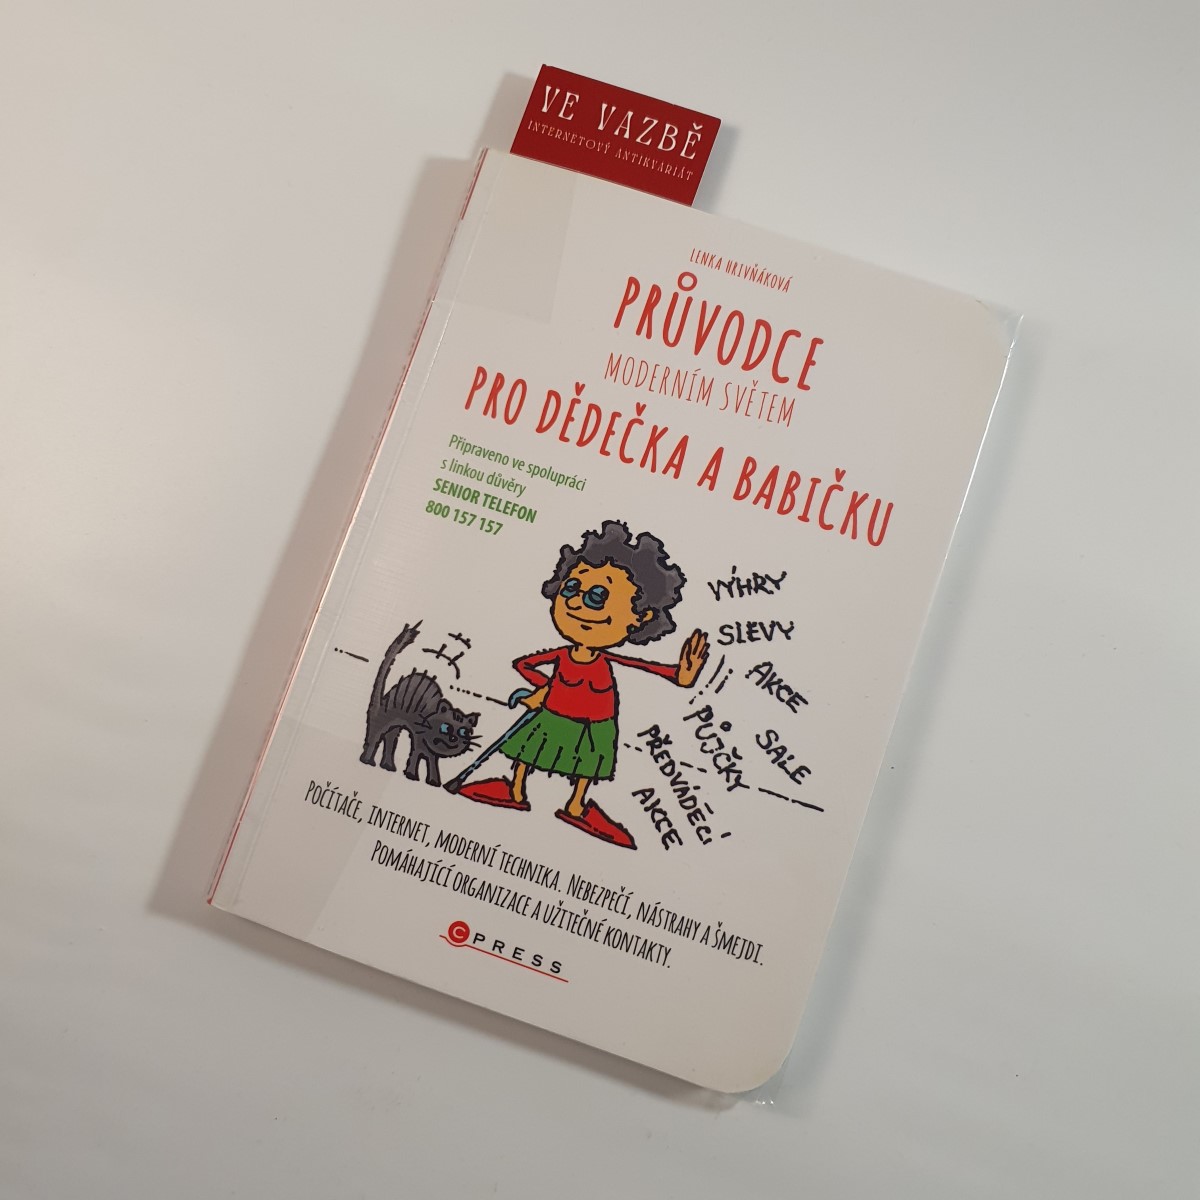 VE VAZBĚ
INTERNETOVÝ ANTIKVARIÁT
LENKA HRIVŇÁKOVÁ
PRŮVODCE
MODERNÍM SVĚTEM
PRO DĚDEČKA A BABIČKU
Připraveno ve spolupráci
s linkou důvěry
SENIOR TELEFON
800 157 157
VÝHRY
SLEVY
AKCE
PŮJČKY
SALE
PŘEDVÁDĚCÍ
AKCE
POČÍTAČE, INTERNET, MODERNÍ TECHNIKA. NEBEZPEČÍ, NÁSTRAHY A ŠMEJDI.
POMÁHAJÍCÍ ORGANIZACE A UŽITEČNÉ KONTAKTY.
CPRESS